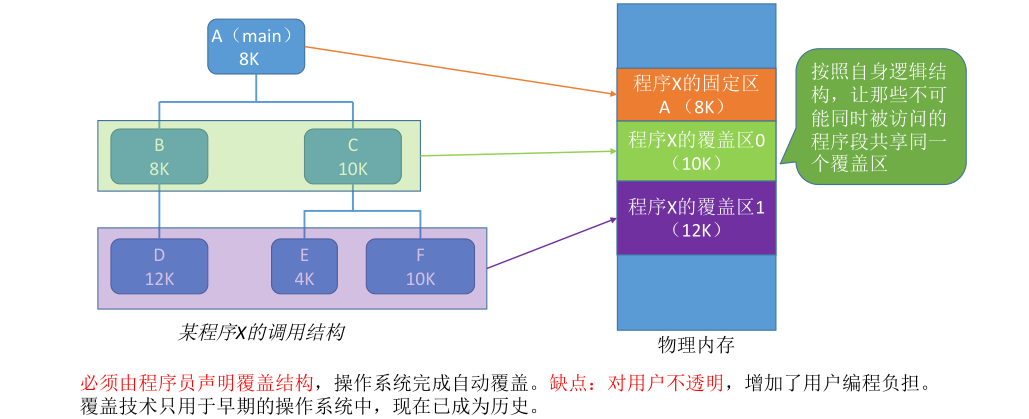 A（main）
8K
B
8K
C
10K
D
12K
E
4K
F
10K
某程序X的调用结构
程序X的固定区
A （8K）
程序X的覆盖区0
（10K）
程序X的覆盖区1
（12K）
物理内存
按照自身逻辑结
构，让那些不可
能同时被访问的
程序段共享同一
个覆盖区
必须由程序员声明覆盖结构，操作系统完成自动覆盖。缺点：对用户不透明，增加了用户编程负担。
覆盖技术只用于早期的操作系统中，现在已成为历史。